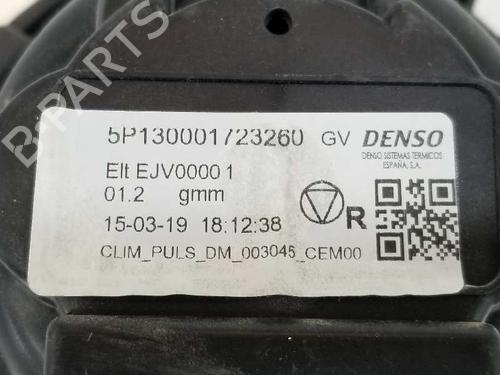 5P130001723260 GV DENSO
DENSO SISTEMAS TERMICOS
ESPAÑA, S.A.
Elt EJV0000 1
01.2 gmm
R
15-03-19 18:12:38
CLIM_PULS_DM_003045_CEM00